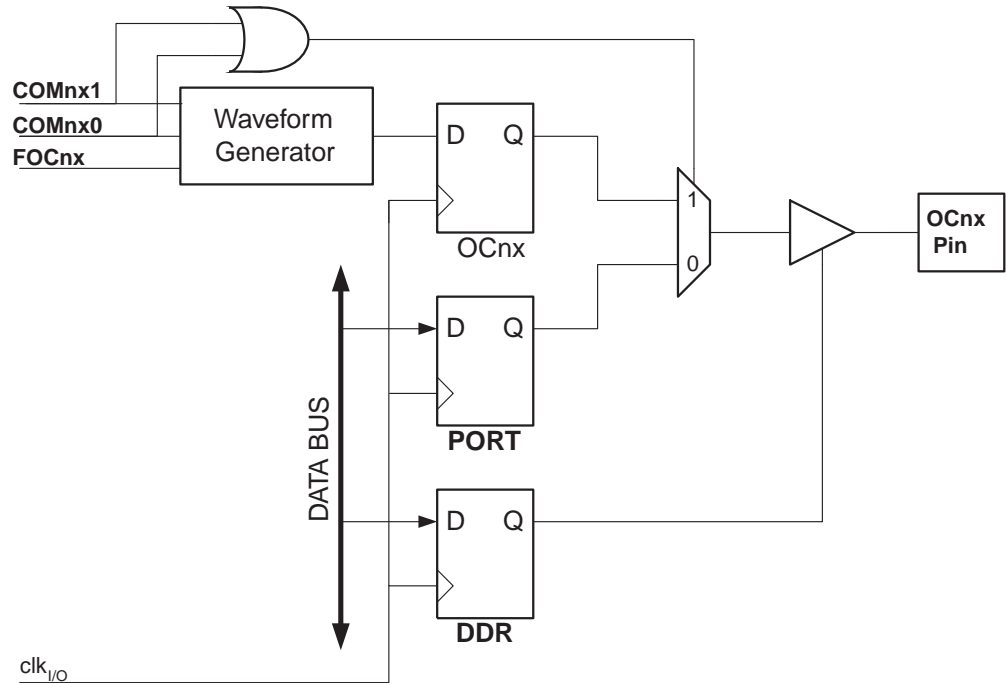 COMnx1
COMnx0
FOCnx
Waveform
Generator
D Q
OCnx
1
0
OCnx
Pin
D Q
PORT
DATA BUS
D Q
DDR
clkI/O